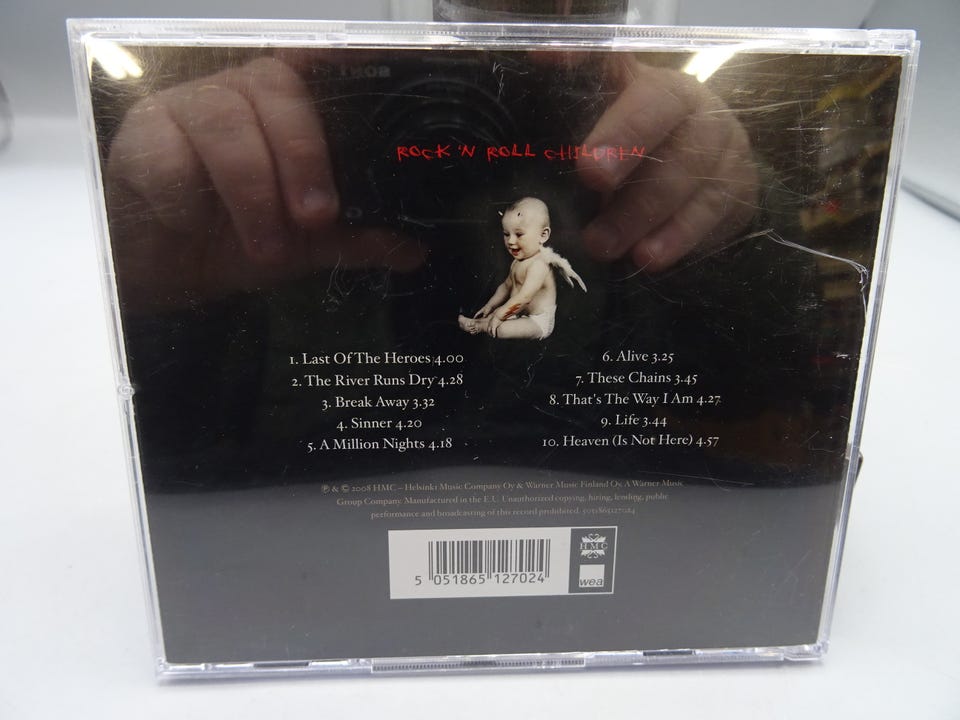 ROCK 'N ROLL CHILDREN
1. Last Of The Heroes 4.00
2. The River Runs Dry 4.28
3. Break Away 3.32
4. Sinner 4.20
5. A Million Nights 4.18
6. Alive 3.25
7. These Chains 3.45
8. That's The Way I Am 4.27
9. Life 3.44
10. Heaven (Is Not Here) 4.57
℗ & © 2008 HMC – Helsinki Music Company Oy & Warner Music Finland Oy. A Warner Music
Group Company. Manufactured in the E.U. Unauthorized copying, hiring, lending, public
performance and broadcasting of this record prohibited. 5051865127024
5 051865 127024
HMC
wea